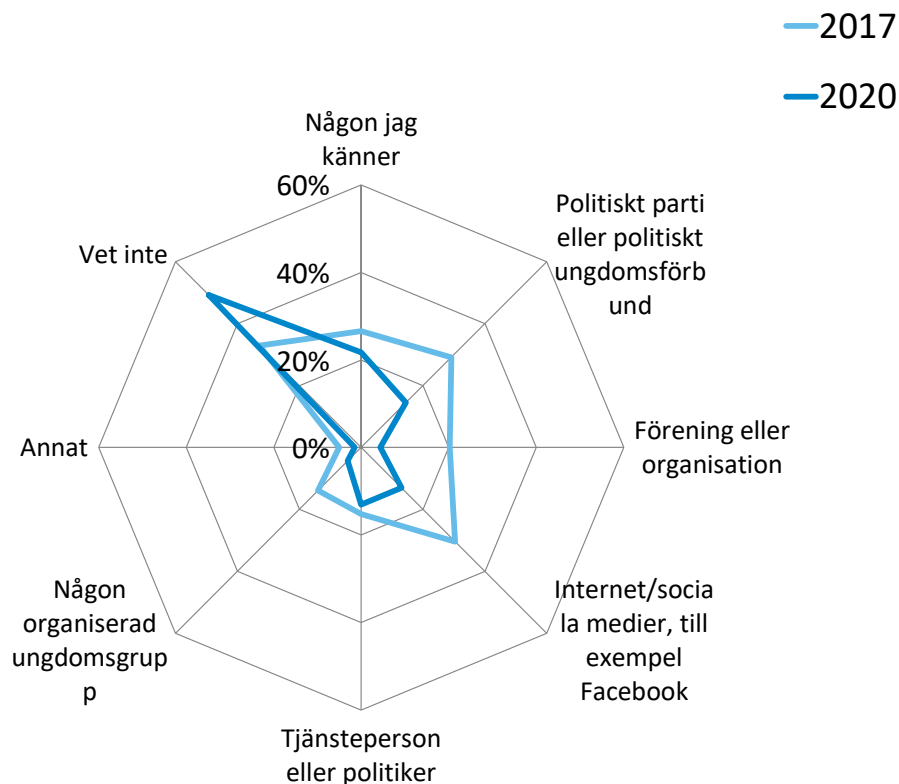 2017
2020
Någon jag
känner
60%
Politiskt parti
eller politiskt
ungdomsförb
und
Vet inte
40%
20%
0%
Annat
Förening eller
organisation
Någon
organiserad
ungdomsgrup
p
Internet/socia
la medier, till
exempel
Facebook
Tjänsteperson
eller politiker